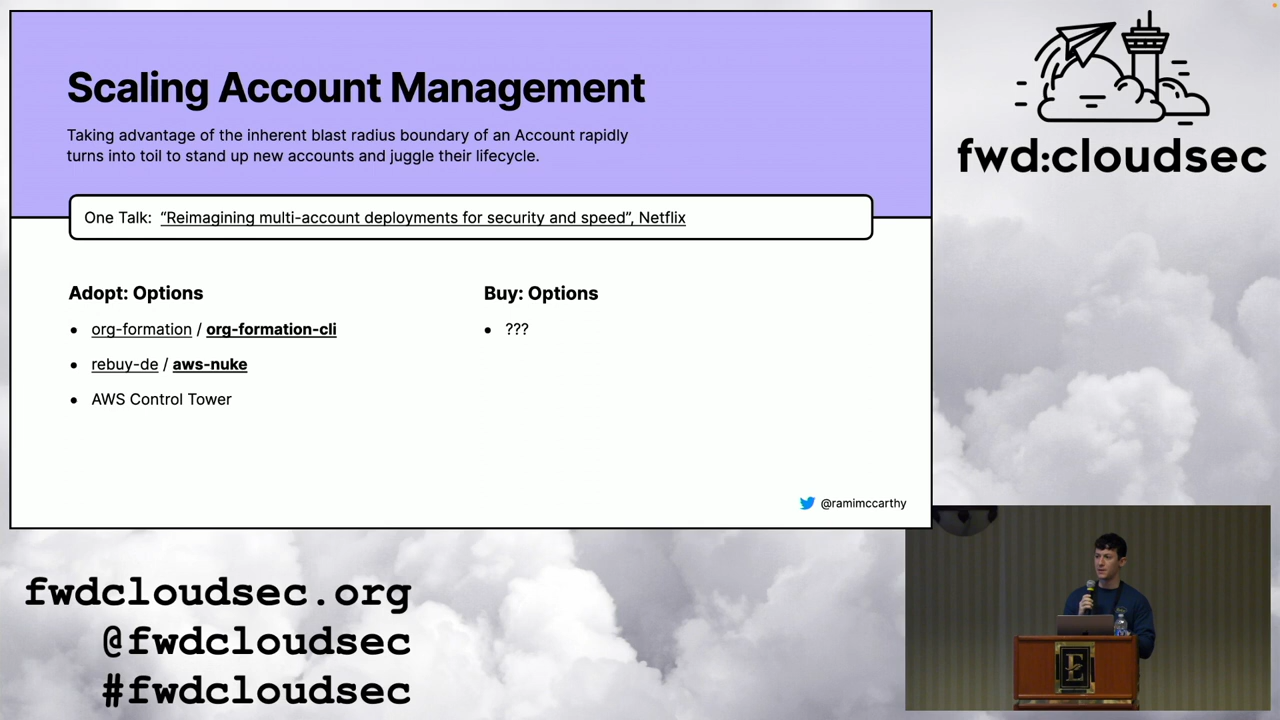 Scaling Account Management
Taking advantage of the inherent blast radius boundary of an Account rapidly
turns into toil to stand up new accounts and juggle their lifecycle.
One Talk: “Reimagining multi-account deployments for security and speed”, Netflix
Adopt: Options
• org-formation / org-formation-cli
• rebuy-de / aws-nuke
• AWS Control Tower
Buy: Options
• ???
@ramimccarthy
fwd:cloudsec
fwdcloudsec.org
@fwdcloudsec
#fwdcloudsec
E